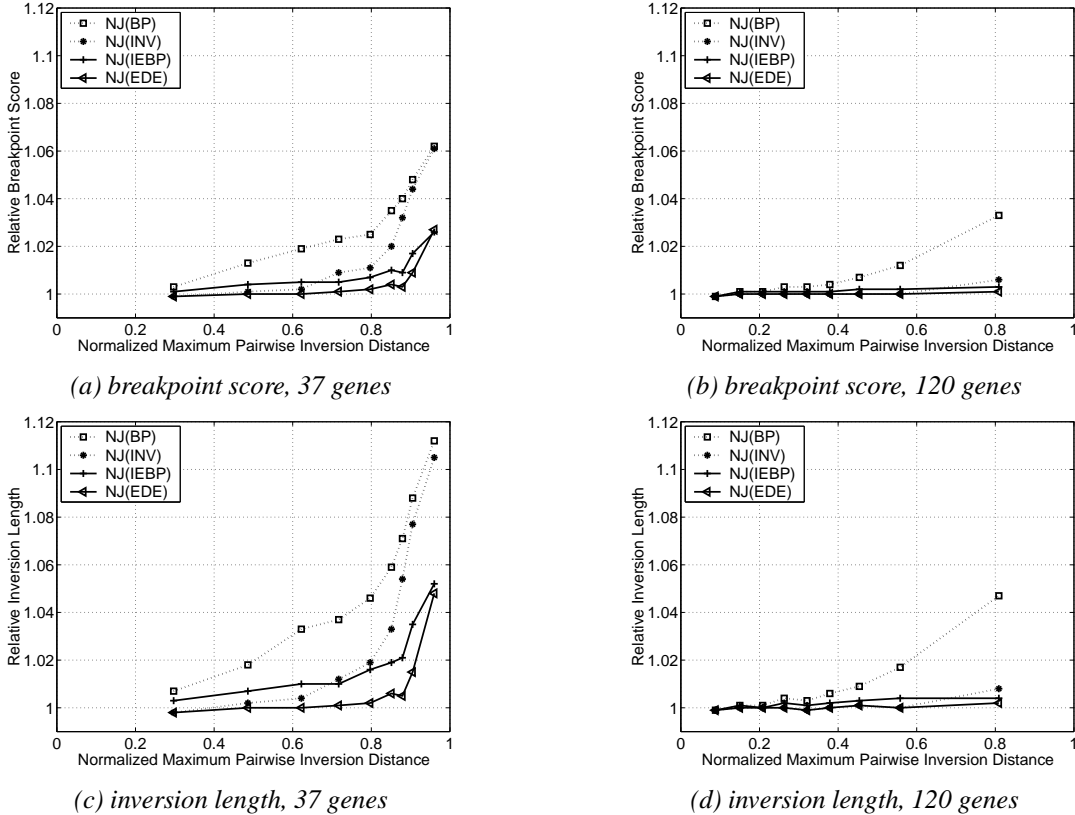 1.12
1.1
1.08
1.06
1.04
1.02
1
Relative Breakpoint Score
NJ(BP)
NJ(INV)
NJ(IEBP)
NJ(EDE)
0 0.2 0.4 0.6 0.8 1
Normalized Maximum Pairwise Inversion Distance
(a) breakpoint score, 37 genes
1.12
1.1
1.08
1.06
1.04
1.02
1
Relative Breakpoint Score
NJ(BP)
NJ(INV)
NJ(IEBP)
NJ(EDE)
0 0.2 0.4 0.6 0.8 1
Normalized Maximum Pairwise Inversion Distance
(b) breakpoint score, 120 genes
1.12
1.1
1.08
1.06
1.04
1.02
1
Relative Inversion Length
NJ(BP)
NJ(INV)
NJ(IEBP)
NJ(EDE)
0 0.2 0.4 0.6 0.8 1
Normalized Maximum Pairwise Inversion Distance
(c) inversion length, 37 genes
1.12
1.1
1.08
1.06
1.04
1.02
1
Relative Inversion Length
NJ(BP)
NJ(INV)
NJ(IEBP)
NJ(EDE)
0 0.2 0.4 0.6 0.8 1
Normalized Maximum Pairwise Inversion Distance
(d) inversion length, 120 genes